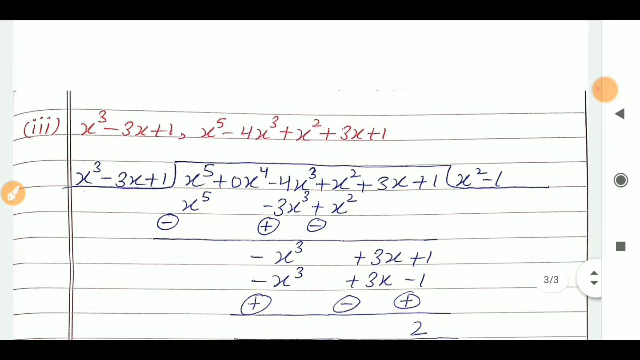 (iii) x³ - 3x + 1, x⁵ - 4x³ + x² + 3x + 1
x³ - 3x + 1 ) x⁵ + 0x⁴ - 4x³ + x² + 3x + 1 ( x² - 1
x⁵ - 3x³ + x²
⊖ ⊕ ⊖
- x³ + 3x + 1
- x³ + 3x - 1
⊕ ⊖ ⊕
2
3/3